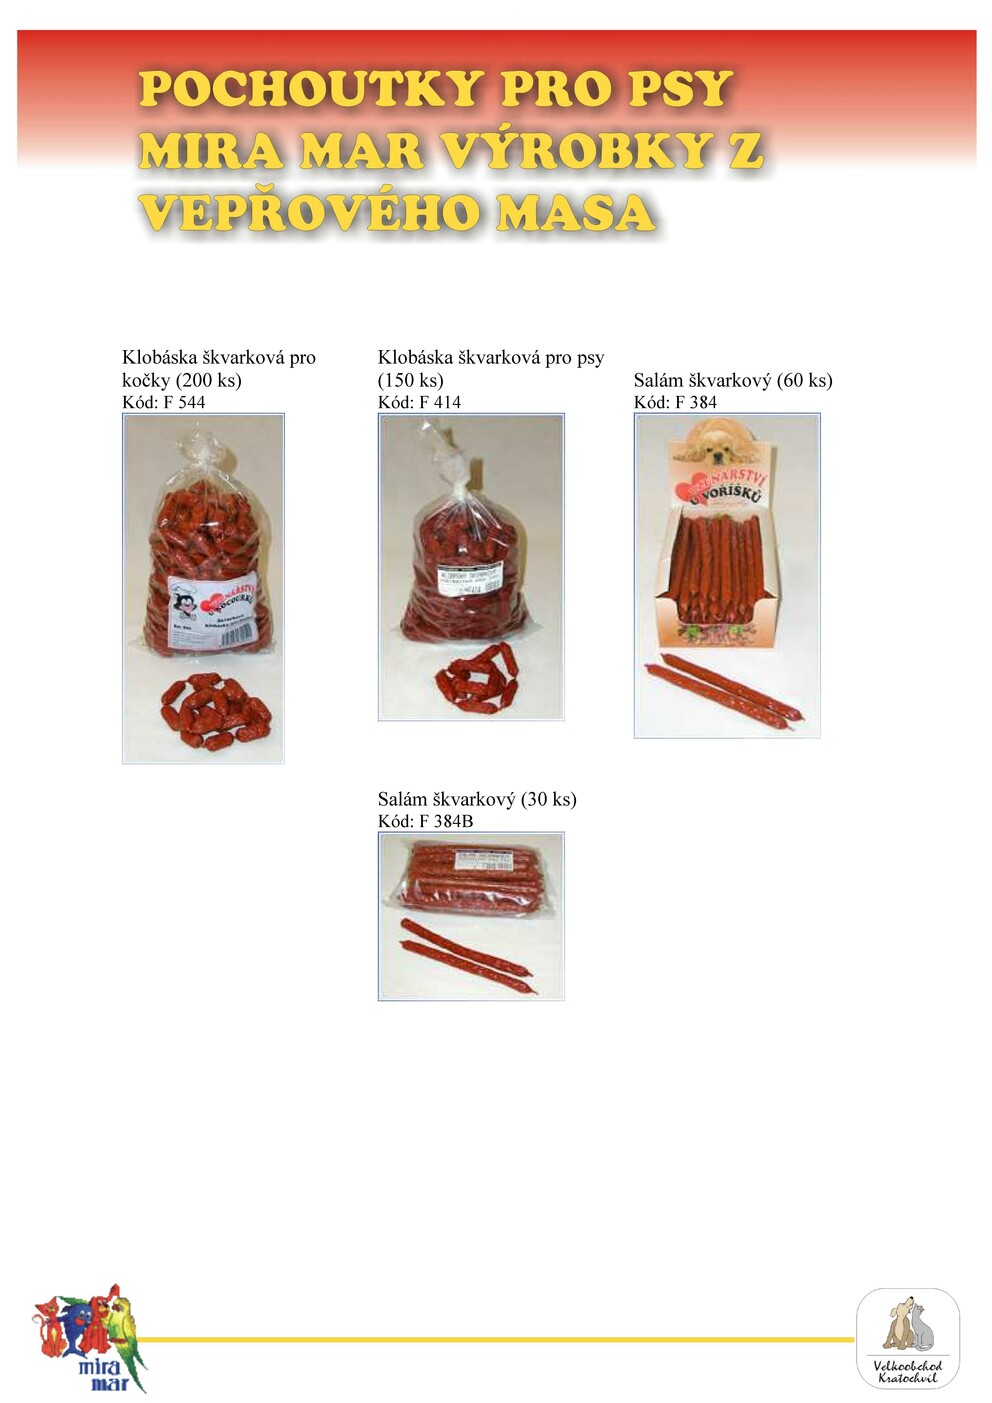 POCHOUTKY PRO PSY
MIRA MAR VÝROBKY Z
VEPŘOVÉHO MASA
Klobáska škvarková pro
kočky (200 ks)
Kód: F 544
Klobáska škvarková pro psy
(150 ks)
Kód: F 414
Salám škvarkový (60 ks)
Kód: F 384
U KOCOURKŮ
U VOŘÍŠKŮ
Salám škvarkový (30 ks)
Kód: F 384B
mira
mar
Velkoobchod
Kratochvíl